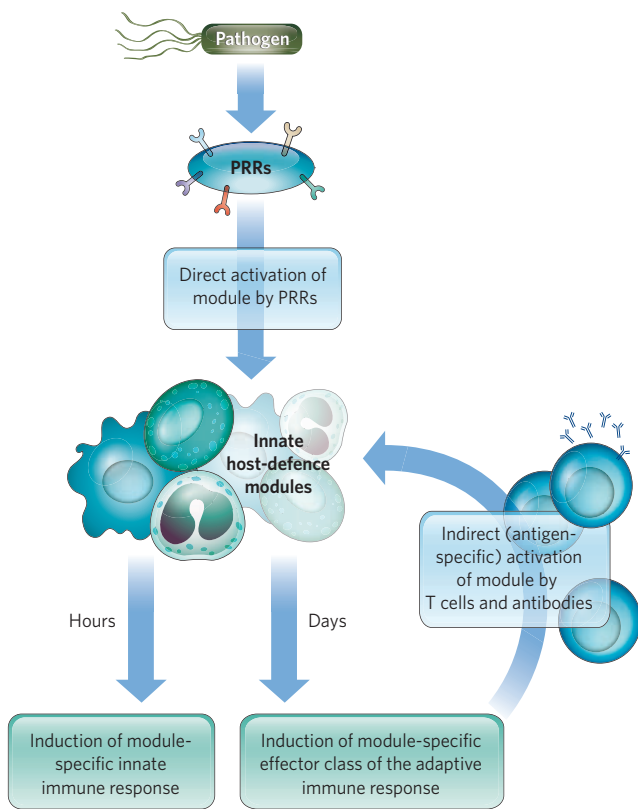 Pathogen
PRRs
Direct activation of
module by PRRs
Innate
host-defence
modules
Indirect (antigen-
specific) activation
of module by
T cells and antibodies
Hours
Days
Induction of module-
specific innate
immune response
Induction of module-specific
effector class of the adaptive
immune response